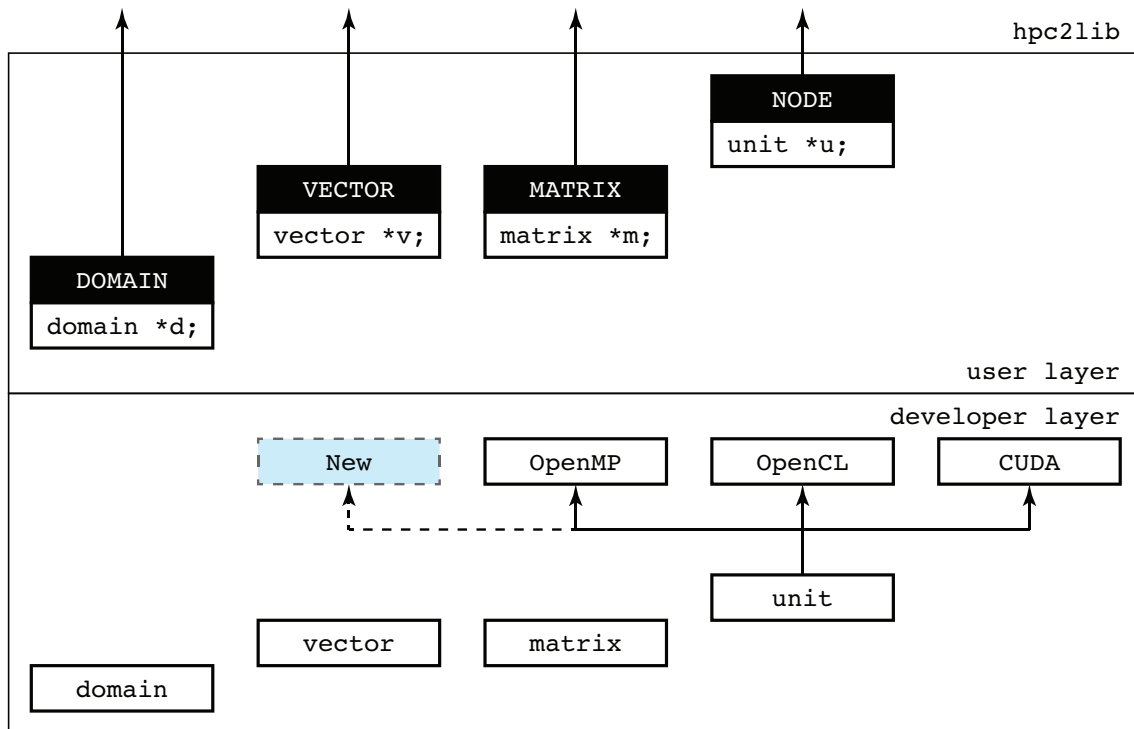 hpc2lib
NODE
unit *u;
VECTOR
MATRIX
vector *v;
matrix *m;
DOMAIN
domain *d;
user layer
developer layer
New
OpenMP
OpenCL
CUDA
unit
vector
matrix
domain